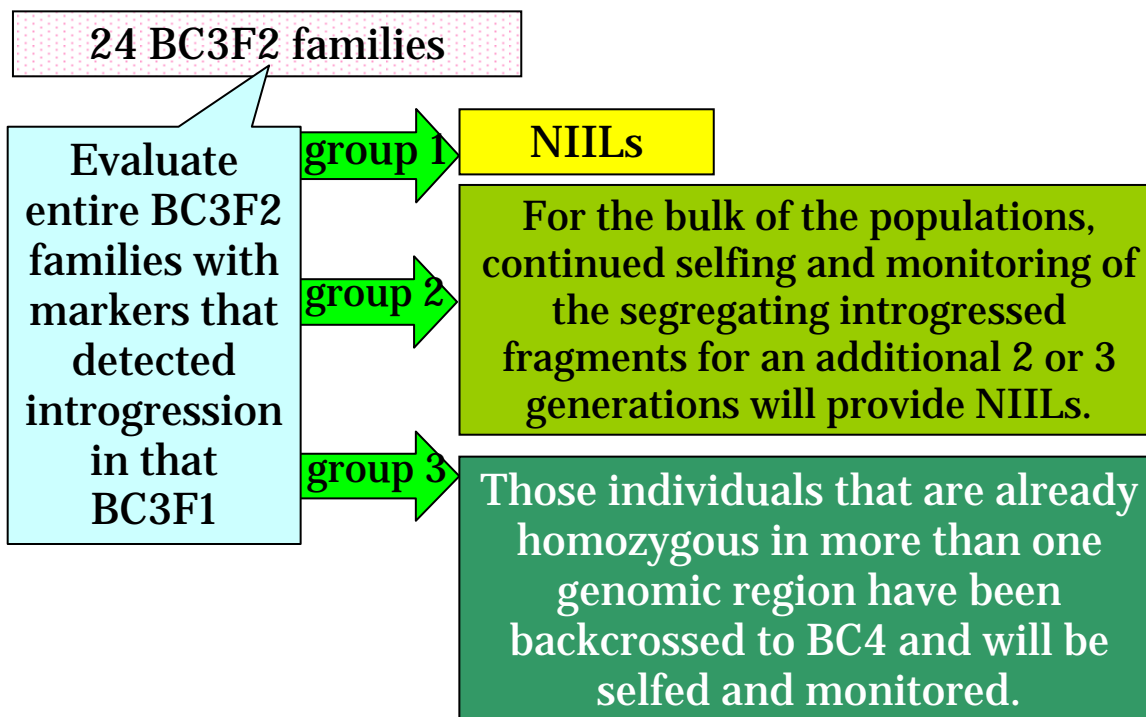 24 BC3F2 families
Evaluate
entire BC3F2
families with
markers that
detected
introgression
in that
BC3F1
group 1
NIILs
group 2
For the bulk of the populations,
continued selfing and monitoring of
the segregating introgressed
fragments for an additional 2 or 3
generations will provide NIILs.
group 3
Those individuals that are already
homozygous in more than one
genomic region have been
backcrossed to BC4 and will be
selfed and monitored.